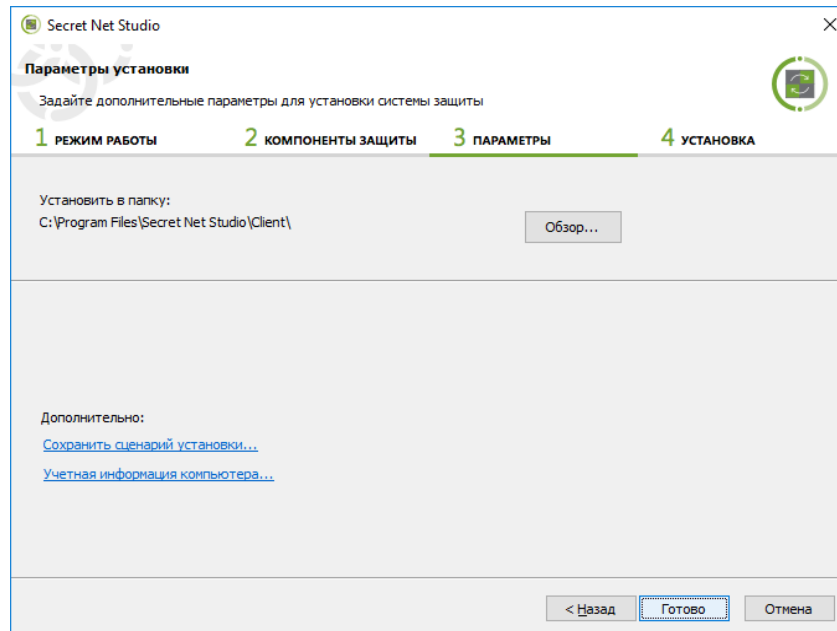 Secret Net Studio
Параметры установки
Задайте дополнительные параметры для установки системы защиты
1 РЕЖИМ РАБОТЫ 2 КОМПОНЕНТЫ ЗАЩИТЫ 3 ПАРАМЕТРЫ 4 УСТАНОВКА
Установить в папку:
C:\Program Files\Secret Net Studio\Client\
Обзор...
Дополнительно:
Сохранить сценарий установки...
Учетная информация компьютера...
< Назад Готово Отмена